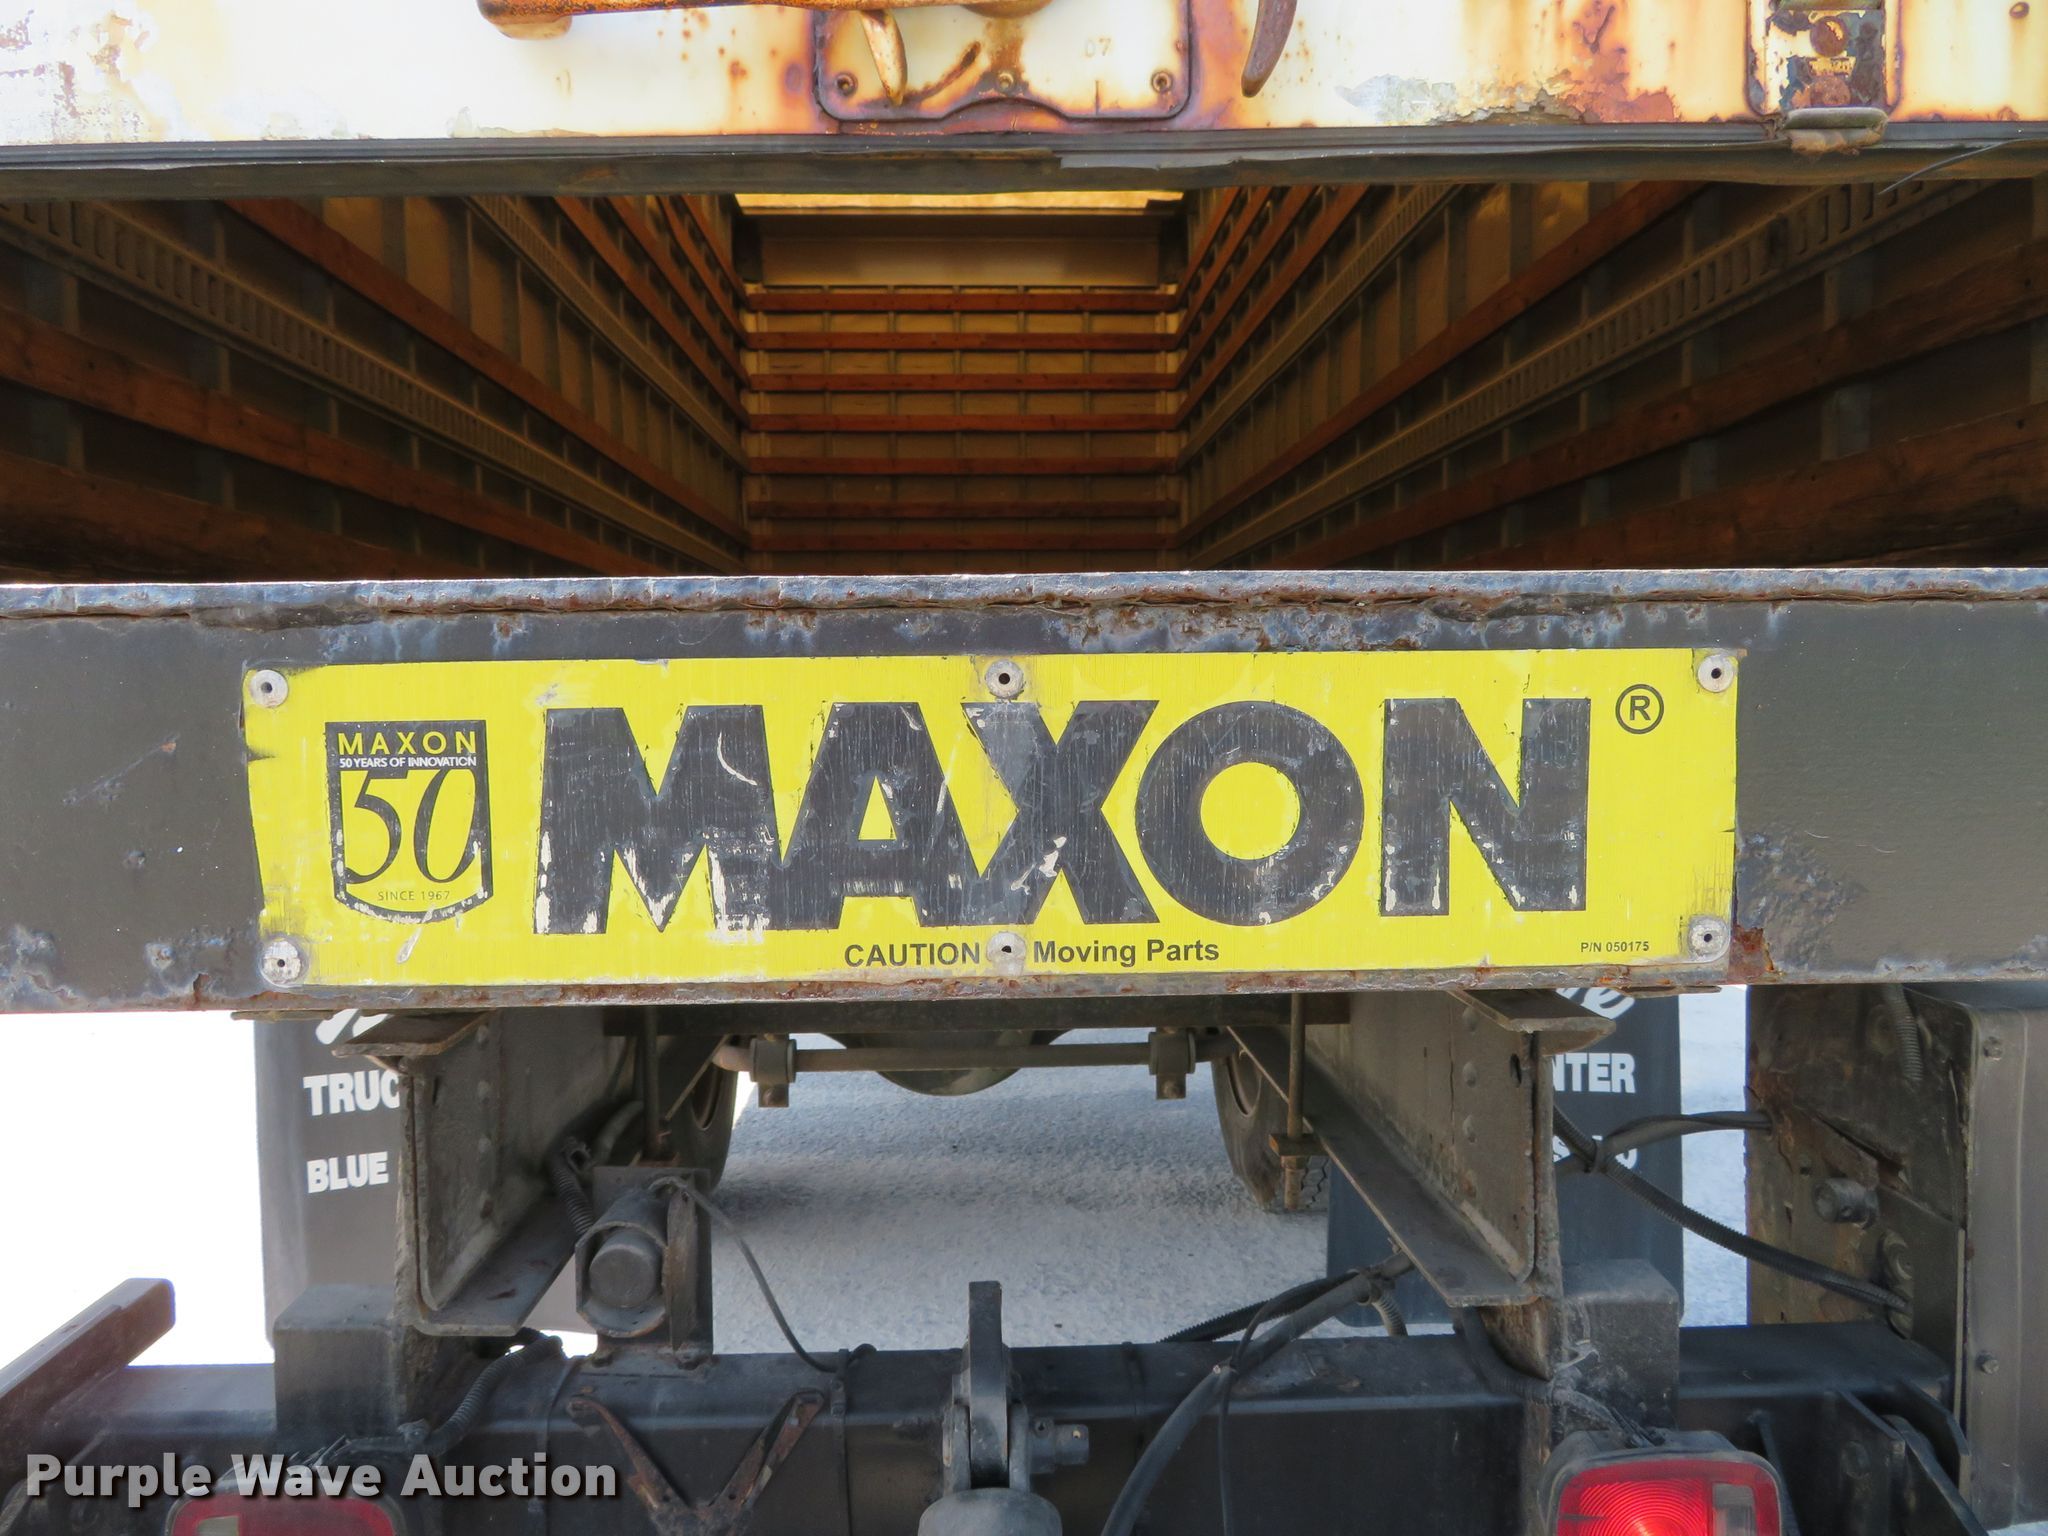 07
MAXON
50 YEARS OF INNOVATION
50
SINCE 1967
MAXON®
CAUTION Moving Parts
P/N 050175
TRUC
NTER
BLUE
Purple Wave Auction